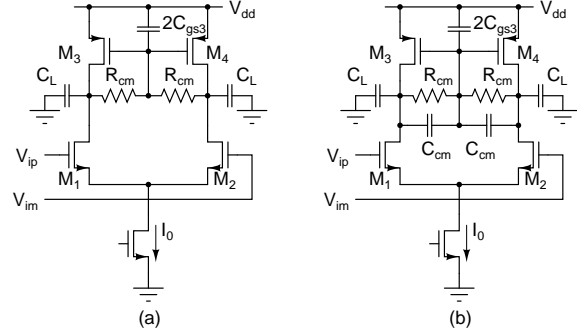 V_dd
2C_gs3
M_3
M_4
C_L
R_cm
R_cm
C_L
V_ip
M_1
M_2
V_im
I_0
(a)
V_dd
2C_gs3
M_3
M_4
C_L
R_cm
R_cm
C_L
C_cm
C_cm
V_ip
M_1
M_2
V_im
I_0
(b)